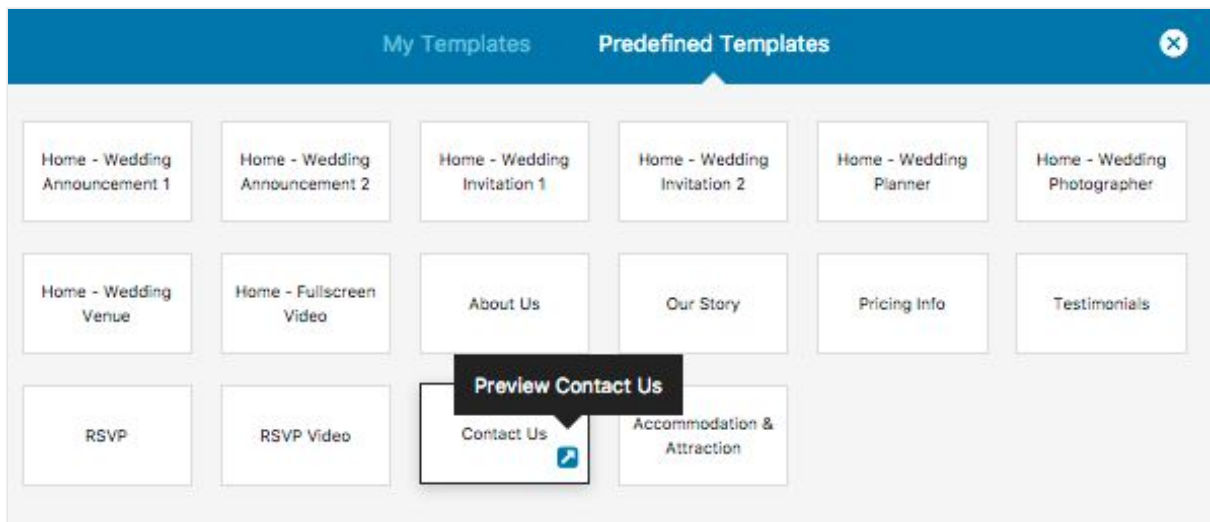 My Templates Predefined Templates
Home - Wedding Announcement 1
Home - Wedding Announcement 2
Home - Wedding Invitation 1
Home - Wedding Invitation 2
Home - Wedding Planner
Home - Wedding Photographer
Home - Wedding Venue
Home - Fullscreen Video
About Us
Our Story
Pricing Info
Testimonials
Preview Contact Us
RSVP
RSVP Video
Contact Us
Accommodation & Attraction